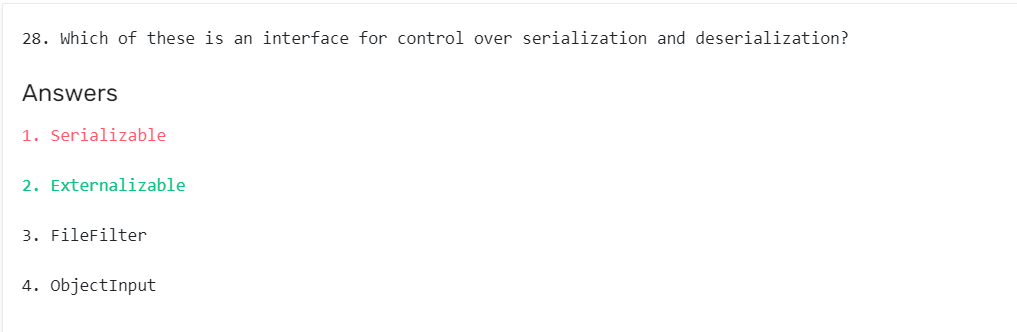 28. Which of these is an interface for control over serialization and deserialization?
Answers
1. Serializable
2. Externalizable
3. FileFilter
4. ObjectInput